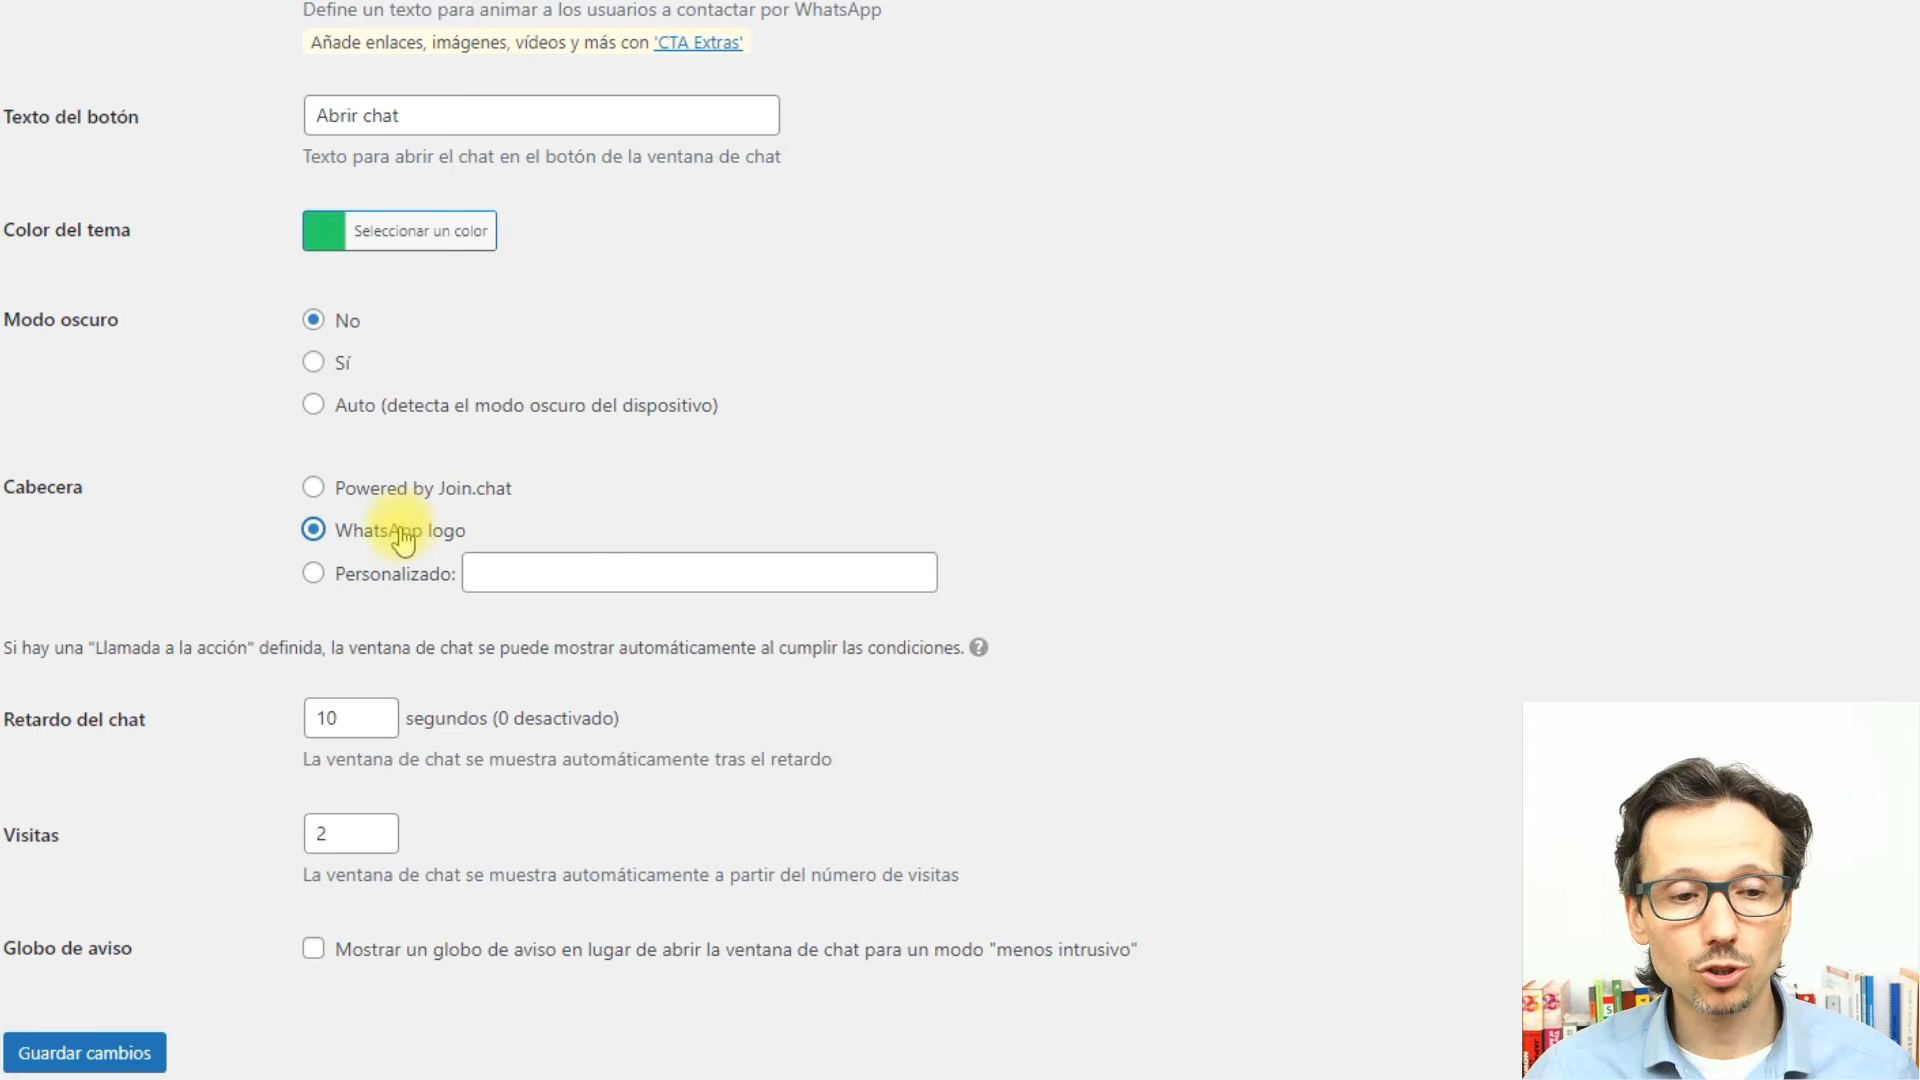 Define un texto para animar a los usuarios a contactar por WhatsApp
Añade enlaces, imágenes, vídeos y más con 'CTA Extras'
Texto del botón
Abrir chat
Texto para abrir el chat en el botón de la ventana de chat
Color del tema
Seleccionar un color
Modo oscuro
No
Sí
Auto (detecta el modo oscuro del dispositivo)
Cabecera
Powered by Join.chat
WhatsApp logo
Personalizado:
Si hay una "Llamada a la acción" definida, la ventana de chat se puede mostrar automáticamente al cumplir las condiciones. ?
Retardo del chat
10 segundos (0 desactivado)
La ventana de chat se muestra automáticamente tras el retardo
Visitas
2
La ventana de chat se muestra automáticamente a partir del número de visitas
Globo de aviso
Mostrar un globo de aviso en lugar de abrir la ventana de chat para un modo "menos intrusivo"
Guardar cambios